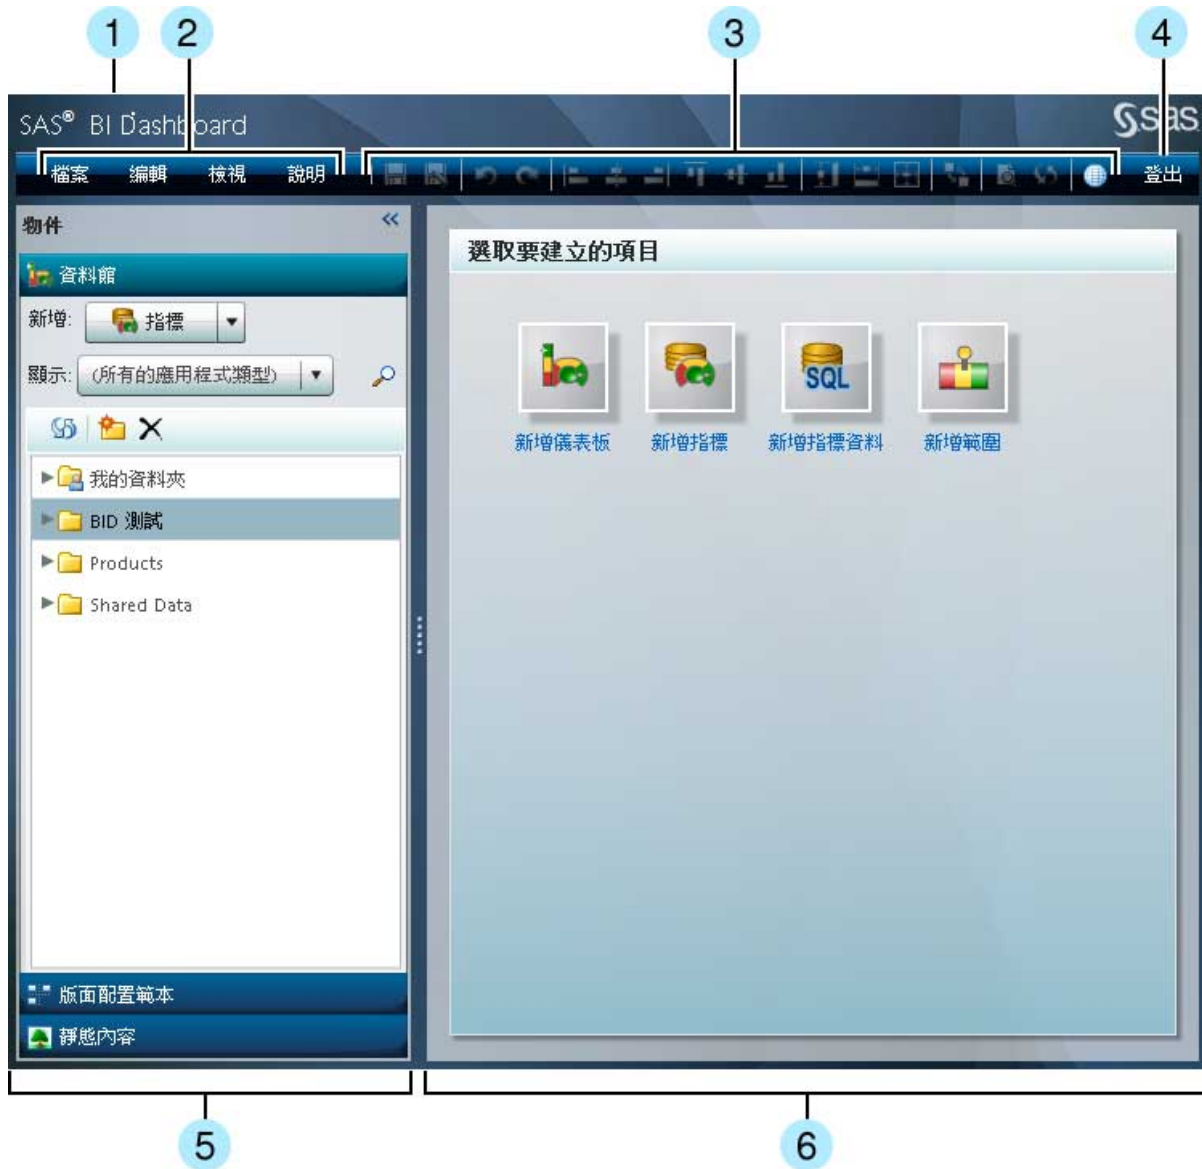 1 2 3 4
SAS® BI Dashboard
sas
檔案 編輯 檢視 說明 登出
物件
資料館
新增: 指標
顯示: (所有的應用程式類型)
我的資料夾
BID 測試
Products
Shared Data
版面配置範本
靜態內容
選取要建立的項目
SQL
新增儀表板 新增指標 新增指標資料 新增範圍
5 6